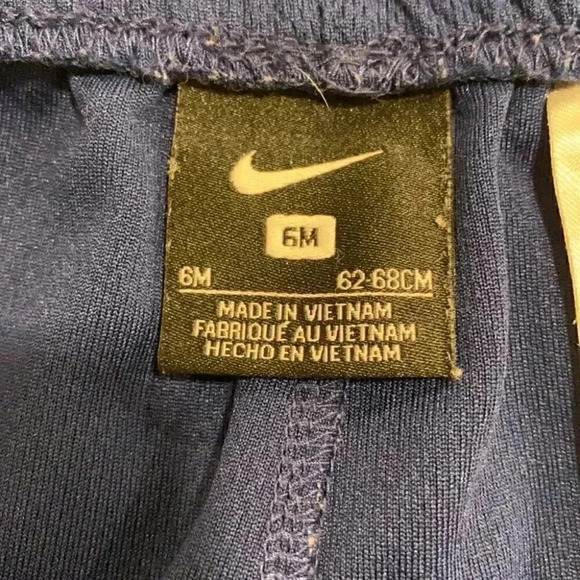 6M
6M 62-68CM
MADE IN VIETNAM
FABRIQUÉ AU VIETNAM
HECHO EN VIETNAM